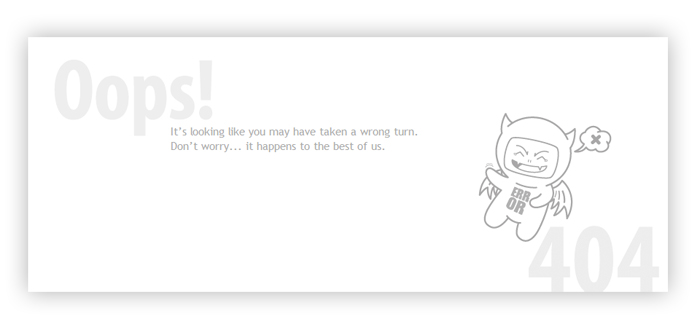 Oops!
It's looking like you may have taken a wrong turn.
Don't worry... it happens to the best of us.
ERR
OR
404